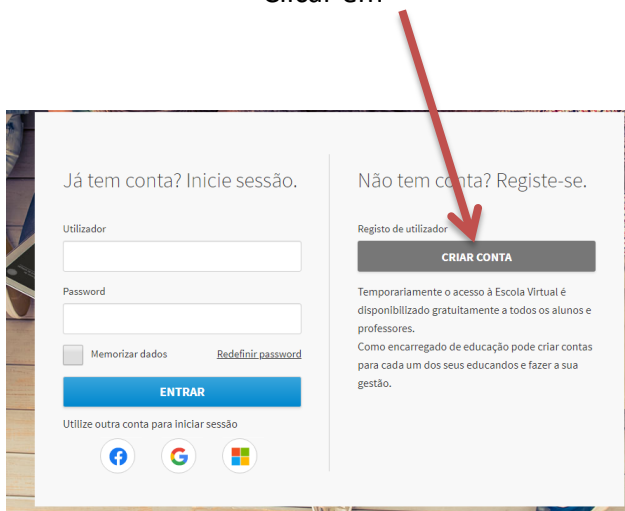 Já tem conta? Inicie sessão.
Utilizador
Password
Memorizar dados
Redefinir password
ENTRAR
Utilize outra conta para iniciar sessão
Não tem conta? Registe-se.
Registo de utilizador
CRIAR CONTA
Temporariamente o acesso à Escola Virtual é
disponibilizado gratuitamente a todos os alunos e
professores.
Como encarregado de educação pode criar contas
para cada um dos seus educandos e fazer a sua
gestão.